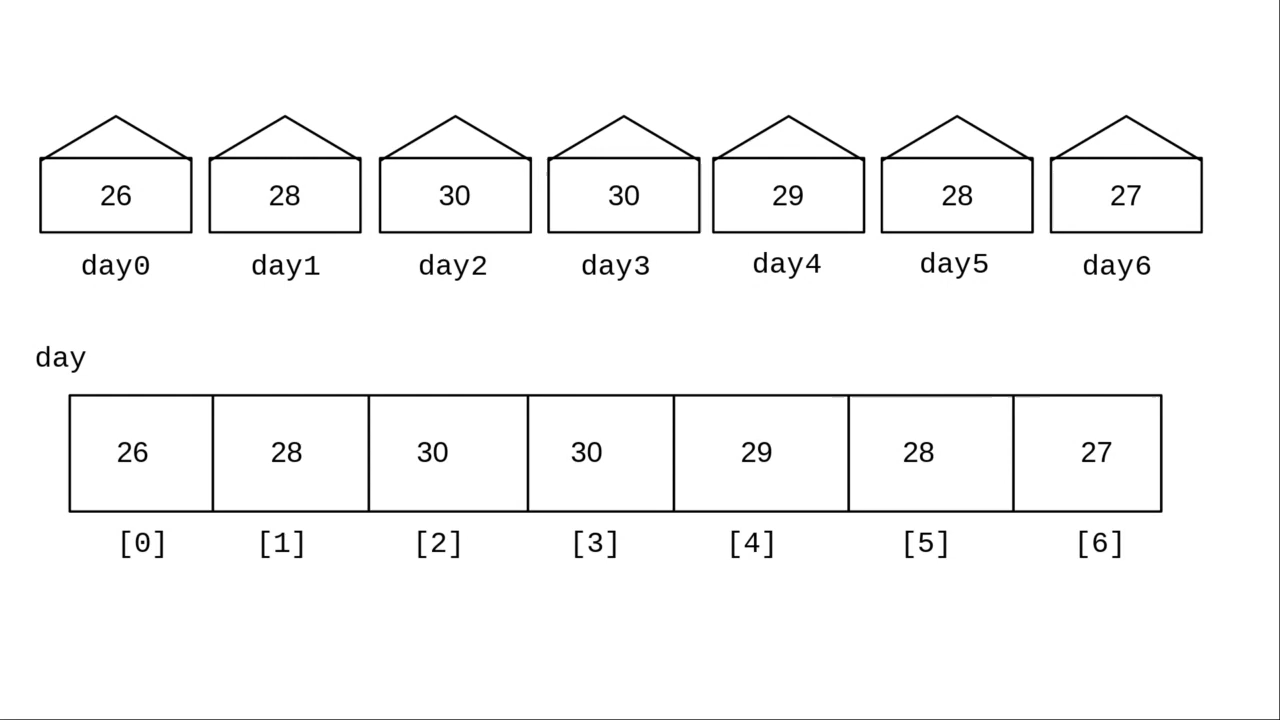 26 28 30 30 29 28 27
day0 day1 day2 day3 day4 day5 day6
day
26 28 30 30 29 28 27
[0] [1] [2] [3] [4] [5] [6]